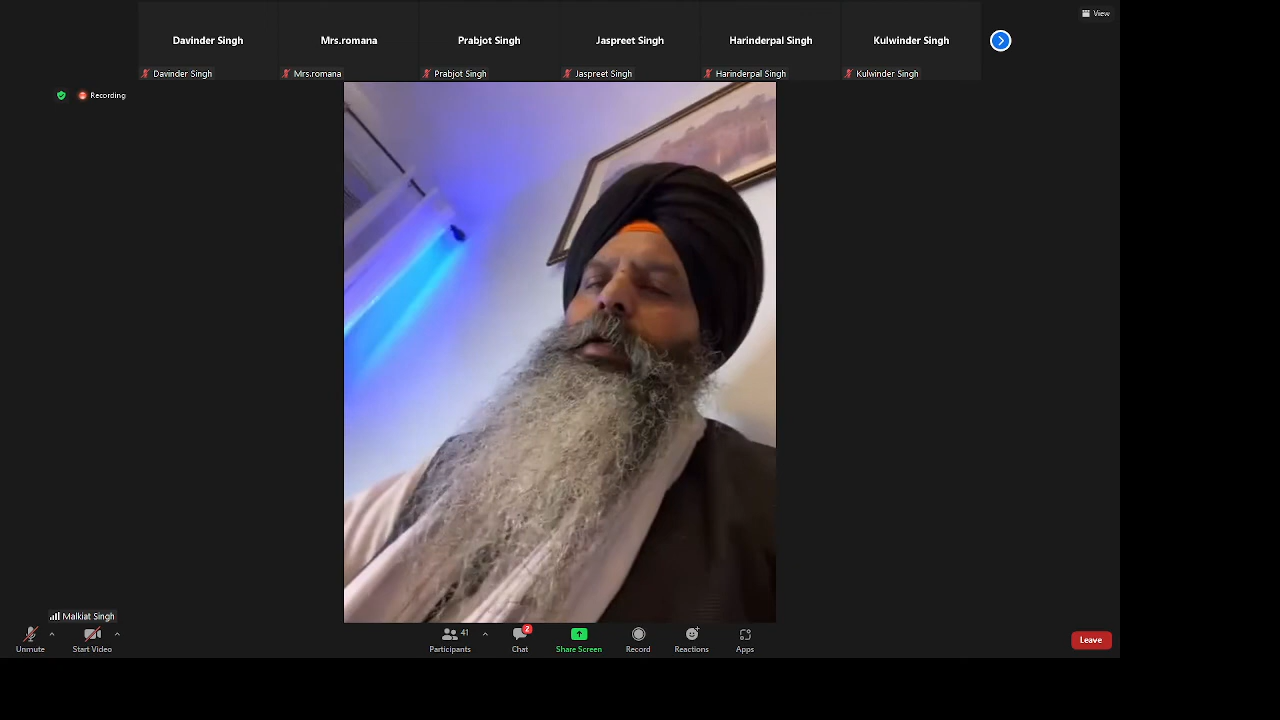 View
Davinder Singh
Mrs.romana
Prabjot Singh
Jaspreet Singh
Harinderpal Singh
Kulwinder Singh
Davinder Singh
Mrs.romana
Prabjot Singh
Jaspreet Singh
Harinderpal Singh
Kulwinder Singh
Recording
Malkiat Singh
Unmute
Start Video
41
Participants
2
Chat
Share Screen
Record
Reactions
Apps
Leave